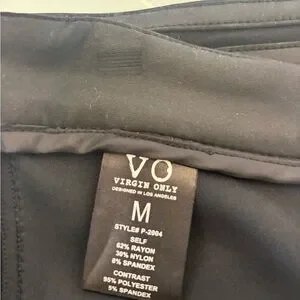 VO
VIRGIN ONLY
DESIGNED IN LOS ANGELES
M
STYLE# P-2004
SELF
62% RAYON
30% NYLON
8% SPANDEX
CONTRAST
95% POLYESTER
5% SPANDEX